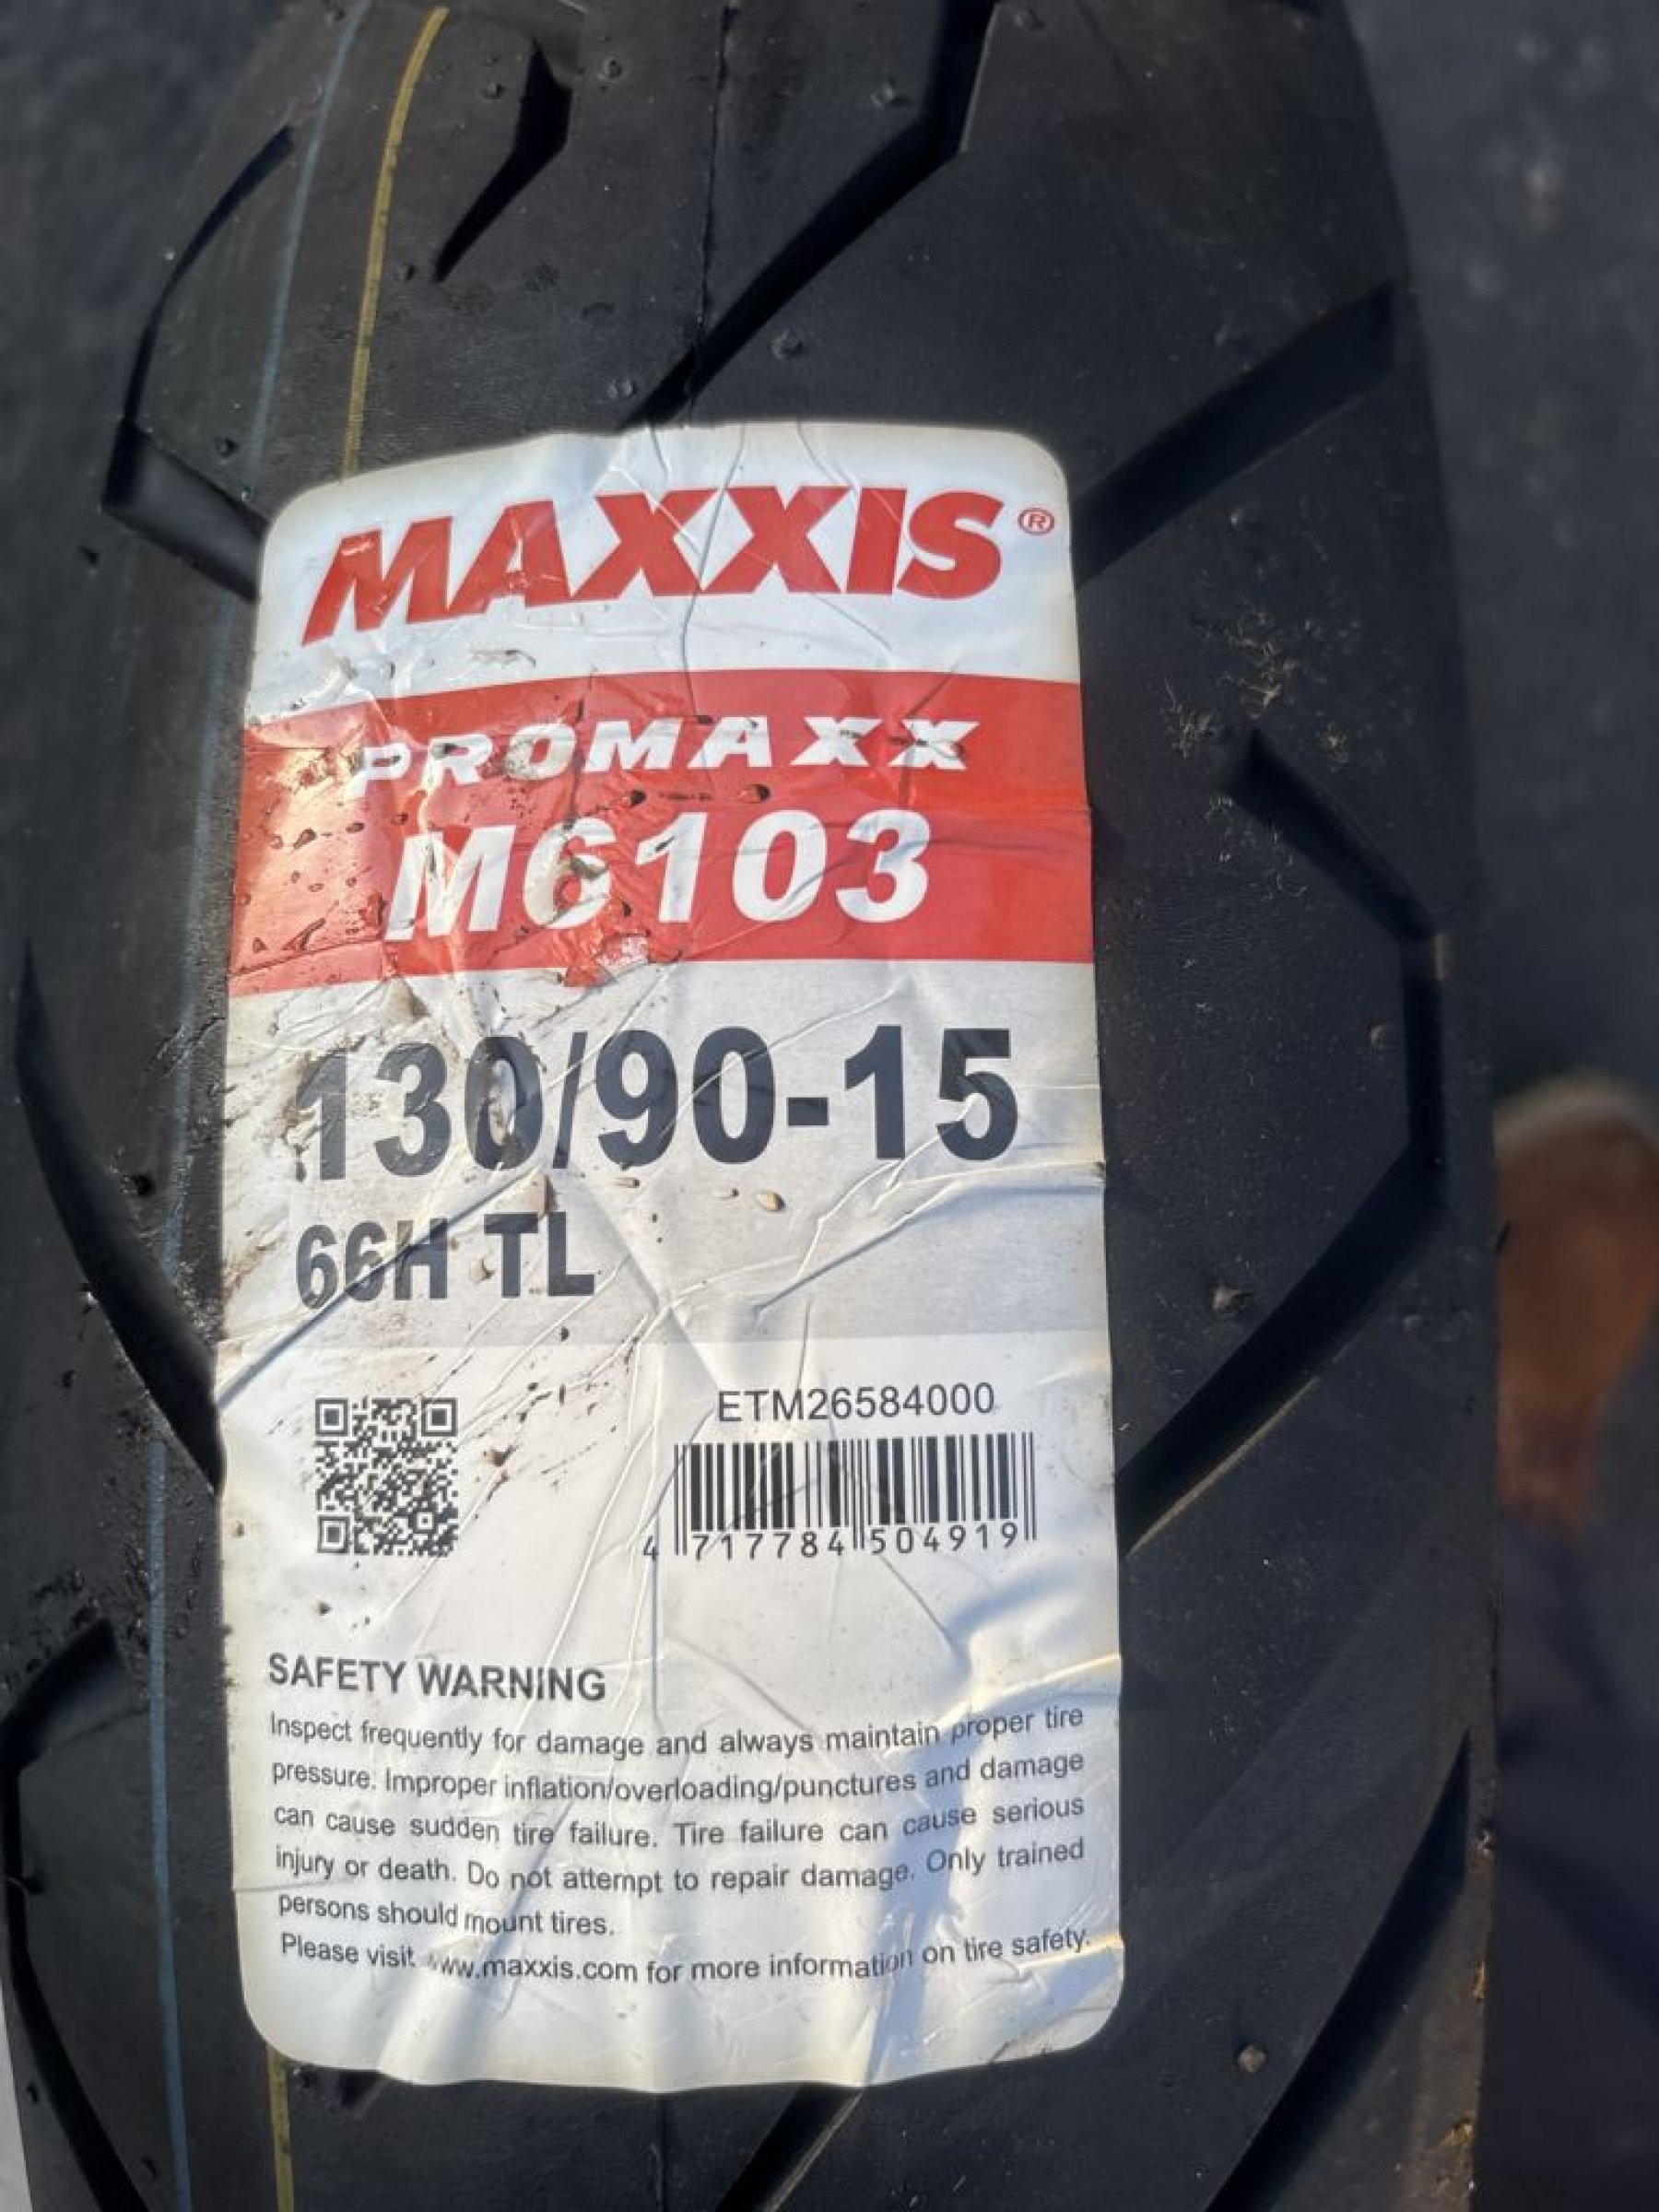 MAXXIS®
PROMAXX
M6103
130/90-15
66H TL
ETM26584000
4 717784 504919
SAFETY WARNING
Inspect frequently for damage and always maintain proper tire
pressure. Improper inflation/overloading/punctures and damage
can cause sudden tire failure. Tire failure can cause serious
injury or death. Do not attempt to repair damage. Only trained
persons should mount tires.
Please visit www.maxxis.com for more information on tire safety.